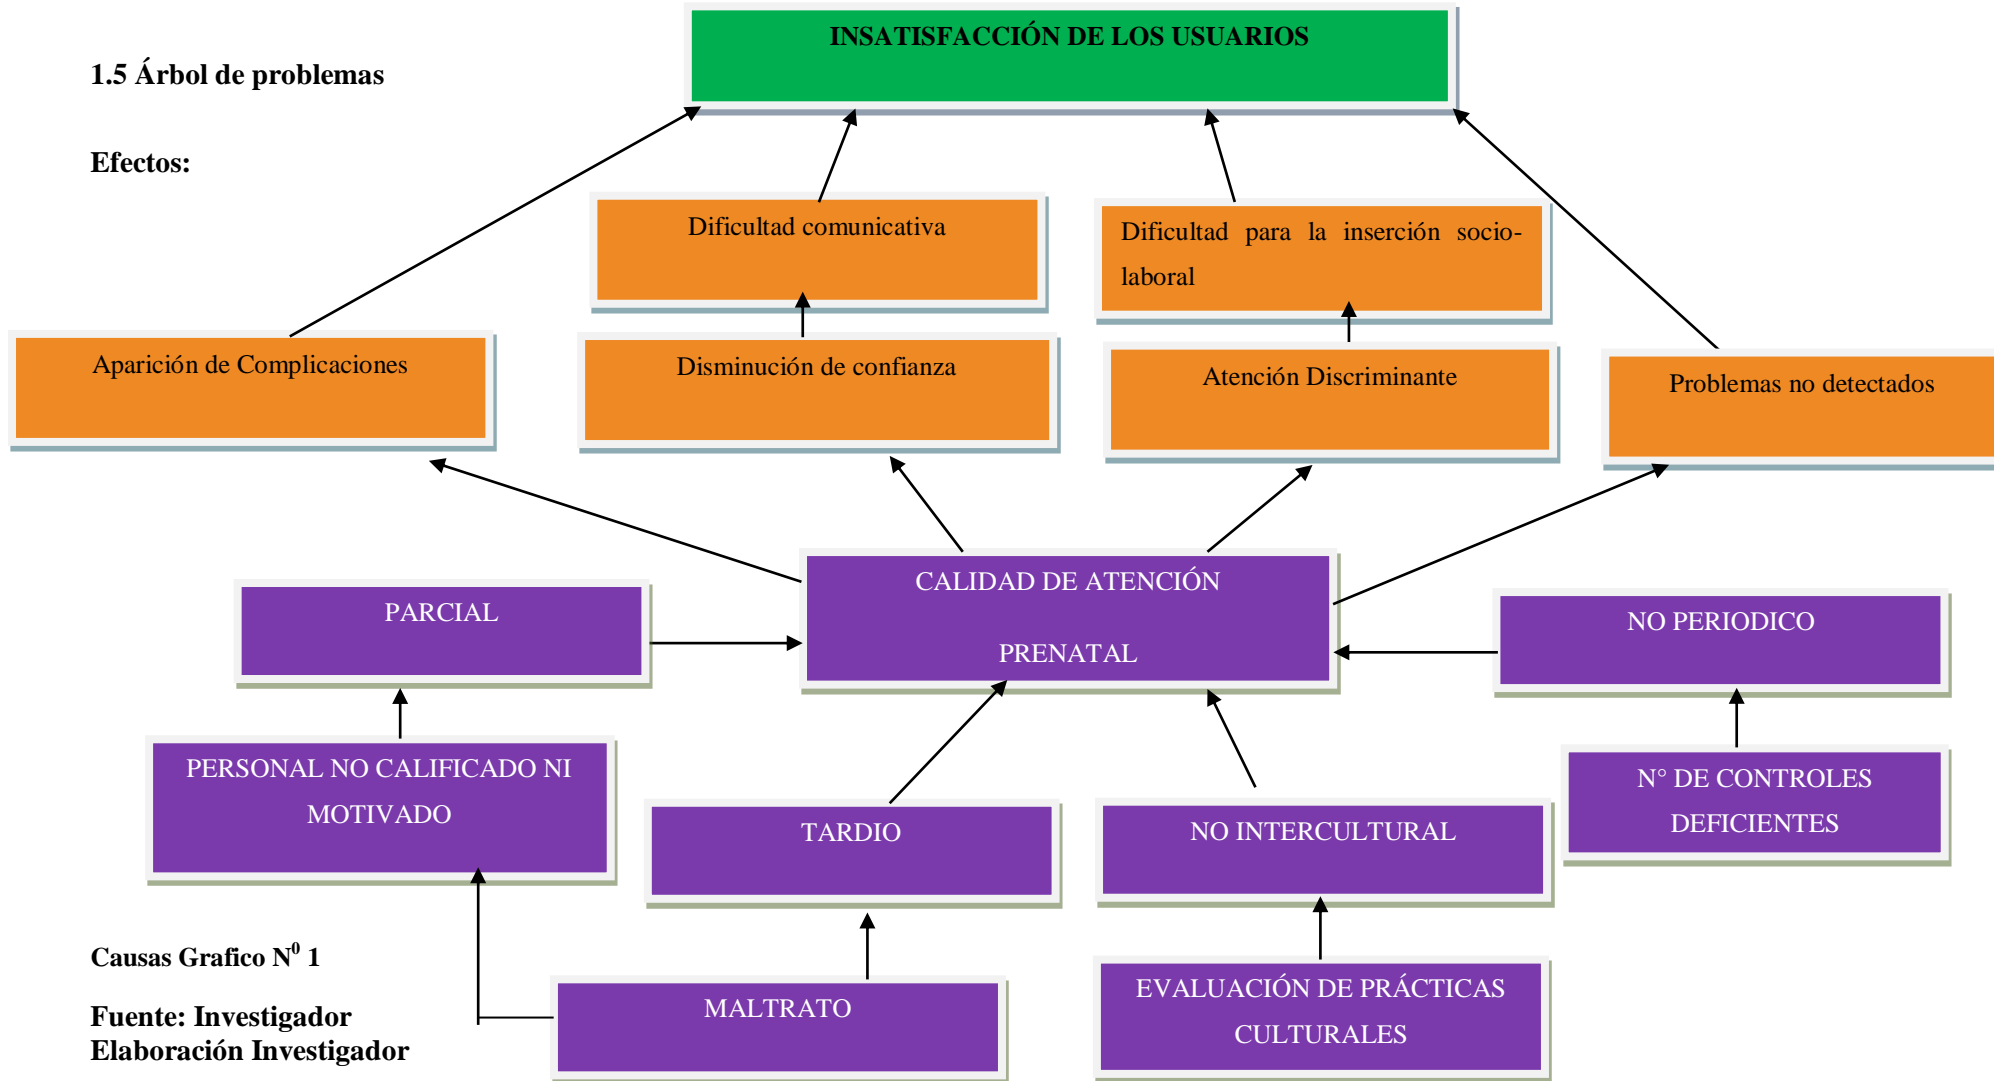 INSATISFACCIÓN DE LOS USUARIOS
1.5 Árbol de problemas
Efectos:
Dificultad comunicativa
Dificultad para la inserción socio-
laboral
Aparición de Complicaciones
Disminución de confianza
Atención Discriminante
Problemas no detectados
CALIDAD DE ATENCIÓN
PRENATAL
PARCIAL
NO PERIODICO
PERSONAL NO CALIFICADO NI
MOTIVADO
TARDIO
NO INTERCULTURAL
N° DE CONTROLES
DEFICIENTES
Causas Grafico N⁰ 1
Fuente: Investigador
Elaboración Investigador
MALTRATO
EVALUACIÓN DE PRÁCTICAS
CULTURALES